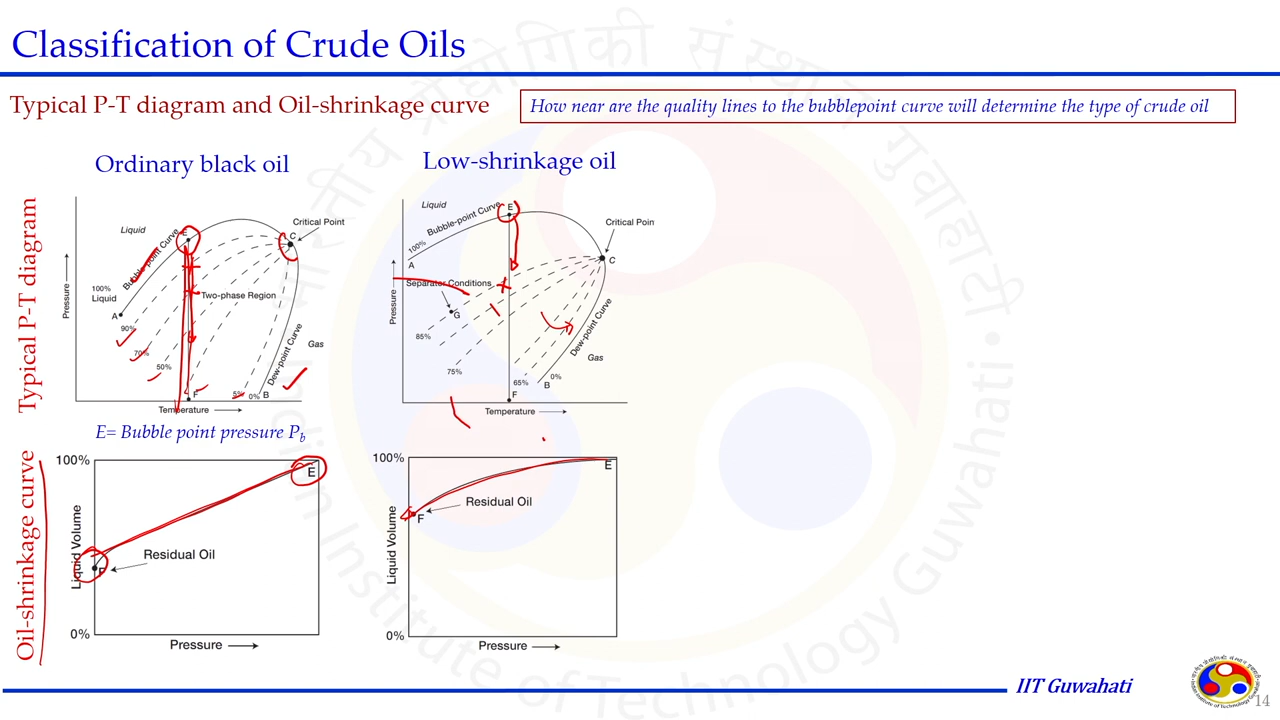 Classification of Crude Oils
Typical P-T diagram and Oil-shrinkage curve
How near are the quality lines to the bubblepoint curve will determine the type of crude oil
Ordinary black oil
Low-shrinkage oil
Typical P-T diagram
Liquid
Bubble-point Curve
E
Critical Point
C
100%
Liquid
Two-phase Region
A
90%
70%
50%
5%
0%
B
F
Dew-point Curve
Gas
Pressure
Temperature
Liquid
Bubble-point Curve
E
Critical Poin
C
100%
A
Separator Conditions
G
85%
75%
65%
0%
B
F
Dew-point Curve
Gas
Pressure
Temperature
E= Bubble point pressure Pb
Oil-shrinkage curve
100%
E
Liquid Volume
Residual Oil
F
0%
Pressure
100%
E
Liquid Volume
Residual Oil
F
0%
Pressure
IIT Guwahati
14
Indian Institute of Technology Guwahati